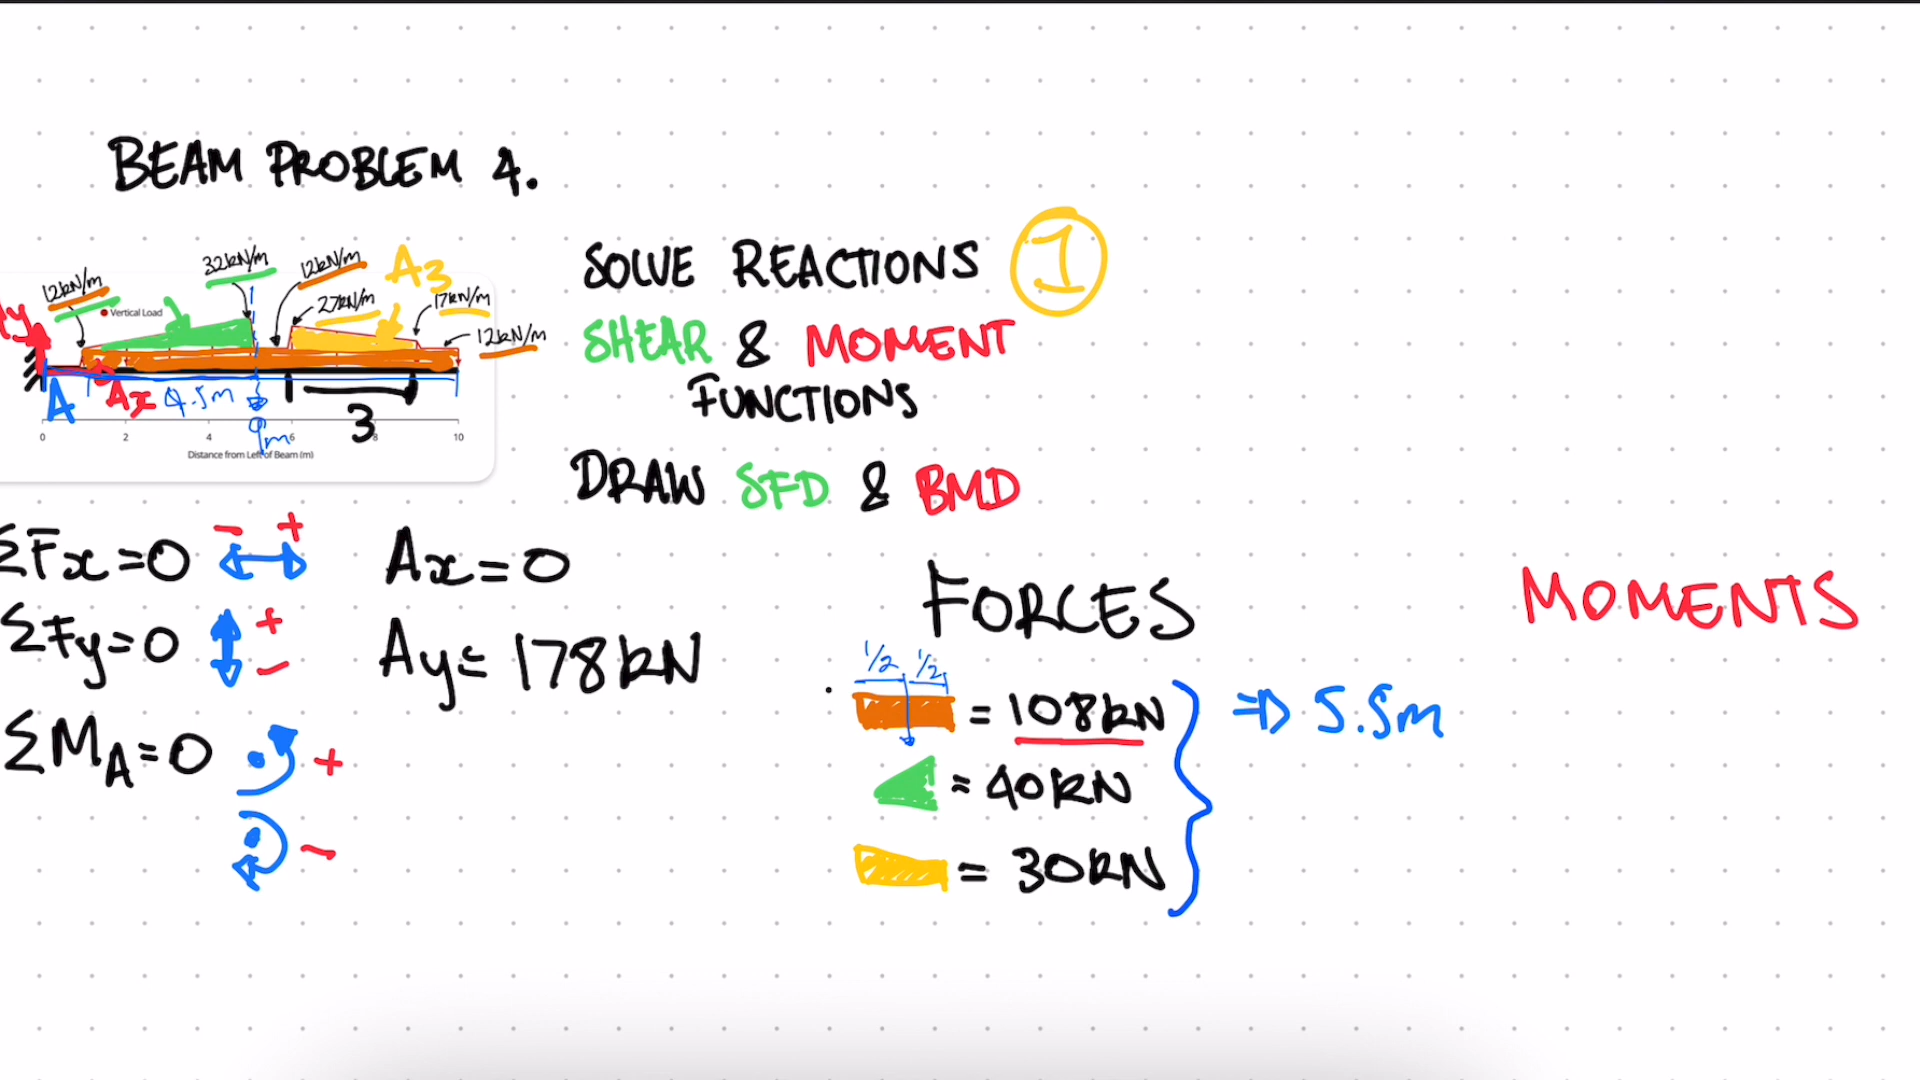 BEAM PROBLEM 4.
12kN/m
32kN/m
12kN/m
A3
Vertical Load
27kN/m
17kN/m
12kN/m
y
A
Ax
4.5m
9m
3
0 2 4 6 8 10
Distance from Left of Beam (m)
SOLVE REACTIONS 1
SHEAR & MOMENT
FUNCTIONS
DRAW SFD & BMD
ΣFx=0 - +
Ax=0
ΣFy=0 + -
Ay= 178kN
ΣMA=0 +
-
FORCES
MOMENTS
1/2 1/2
= 108kN ⇒ 5.5m
= 40kN
= 30kN